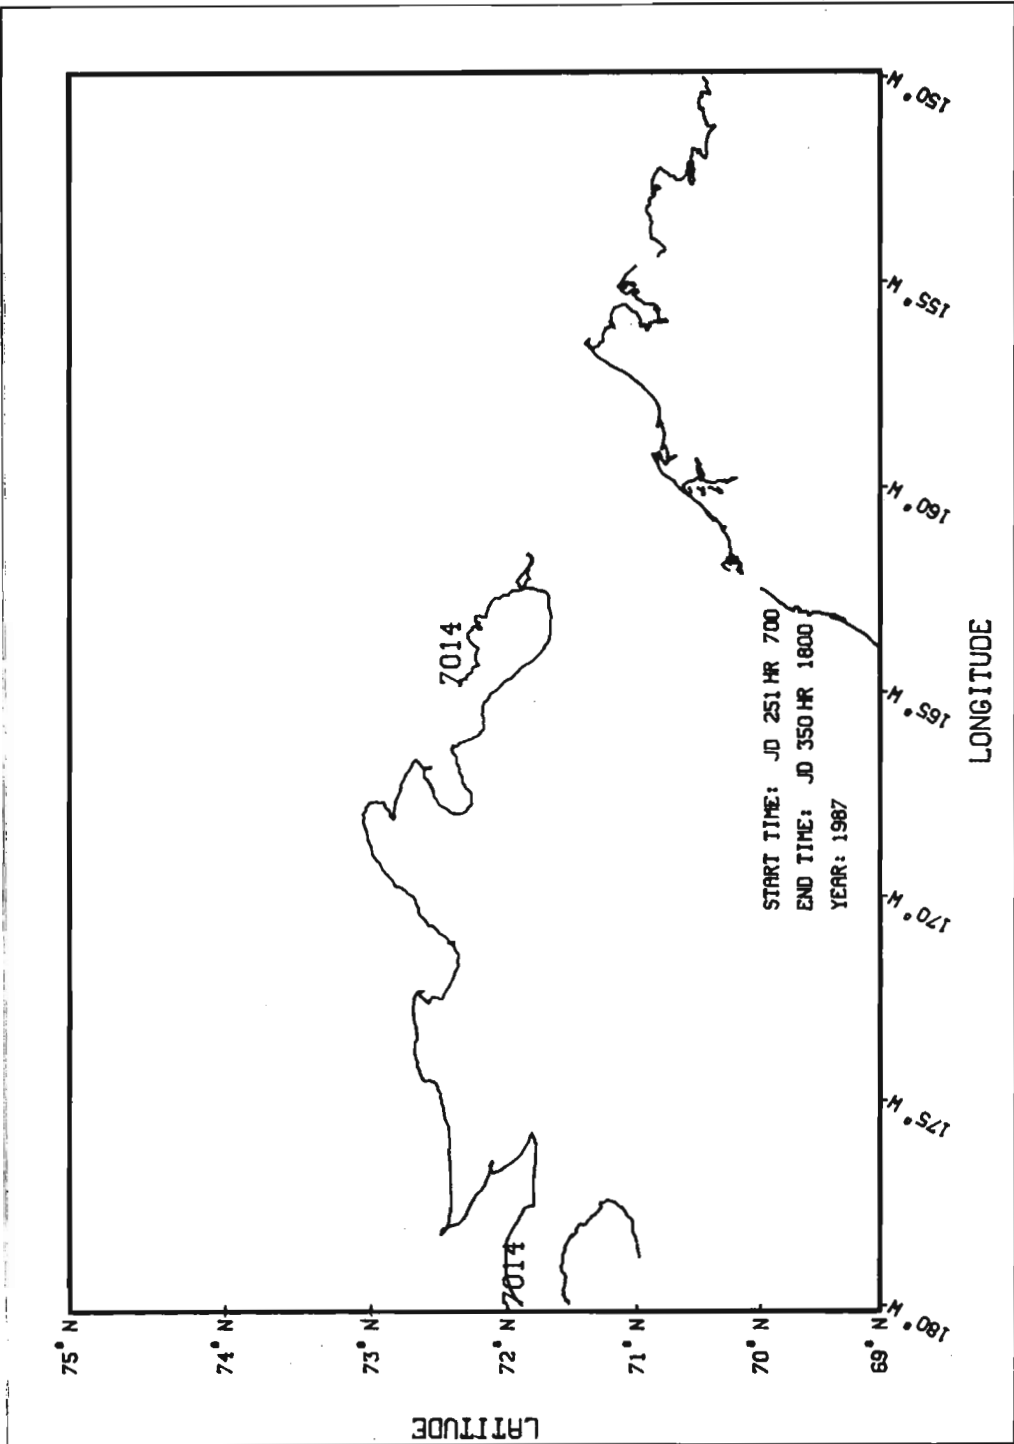 75° N
74° N
73° N
72° N
71° N
70° N
69° N
LATITUDE
7014
7014
START TIME: JD 251 HR 700
END TIME: JD 350 HR 1800
YEAR: 1987
180° W
175° W
170° W
165° W
160° W
155° W
150° W
LONGITUDE